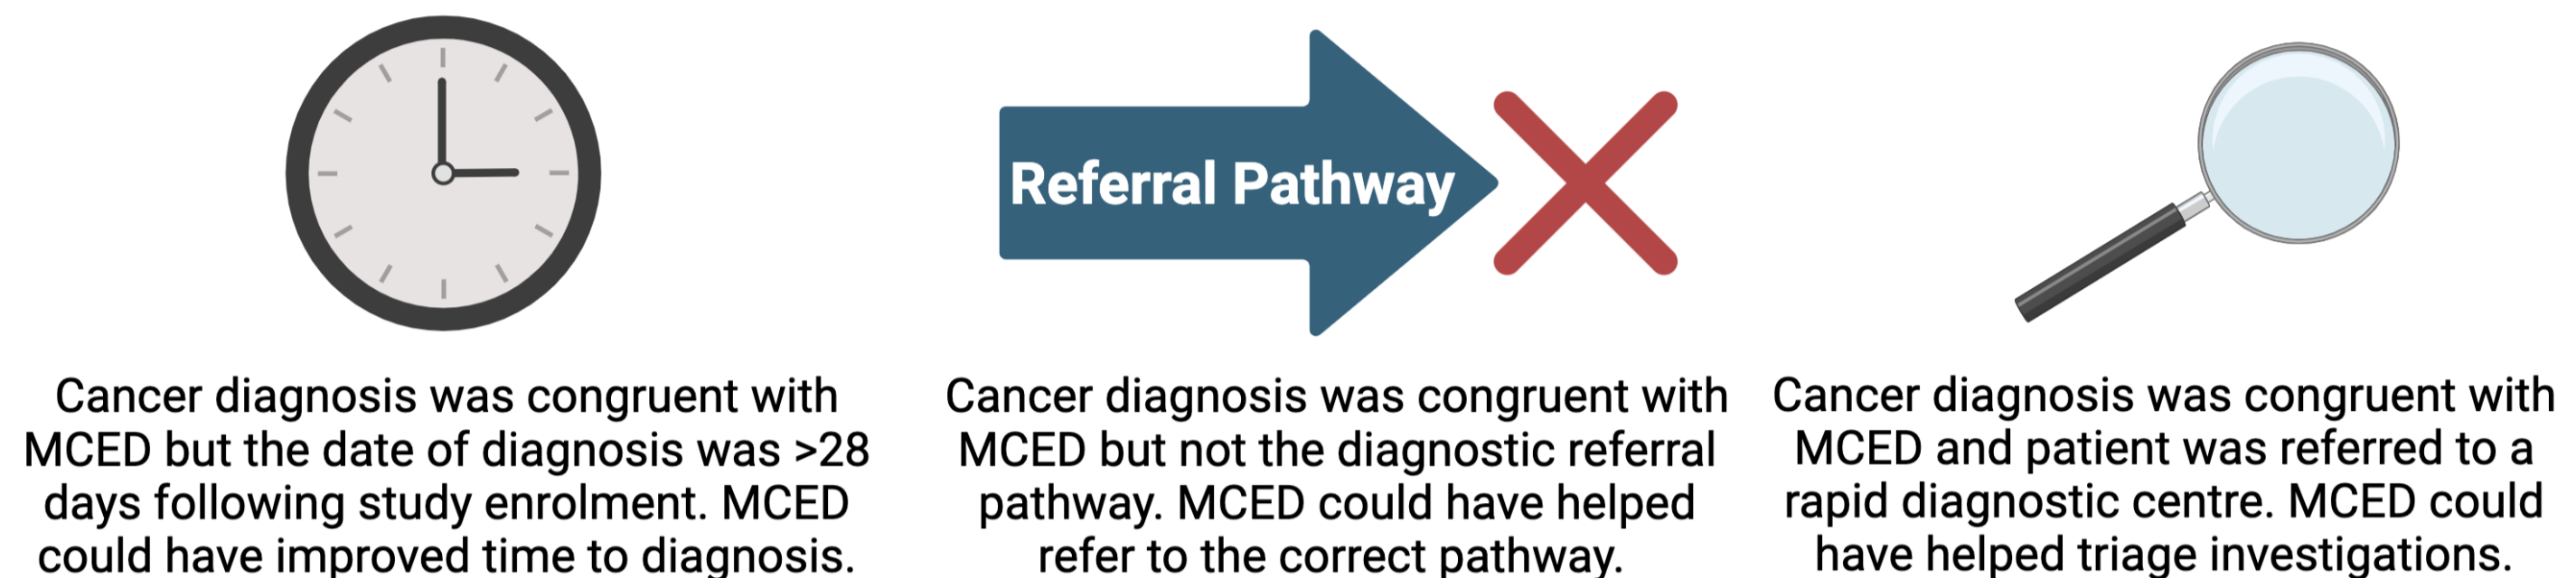 Referral Pathway
Cancer diagnosis was congruent with
MCED but the date of diagnosis was >28
days following study enrolment. MCED
could have improved time to diagnosis.
Cancer diagnosis was congruent with
MCED but not the diagnostic referral
pathway. MCED could have helped
refer to the correct pathway.
Cancer diagnosis was congruent with
MCED and patient was referred to a
rapid diagnostic centre. MCED could
have helped triage investigations.